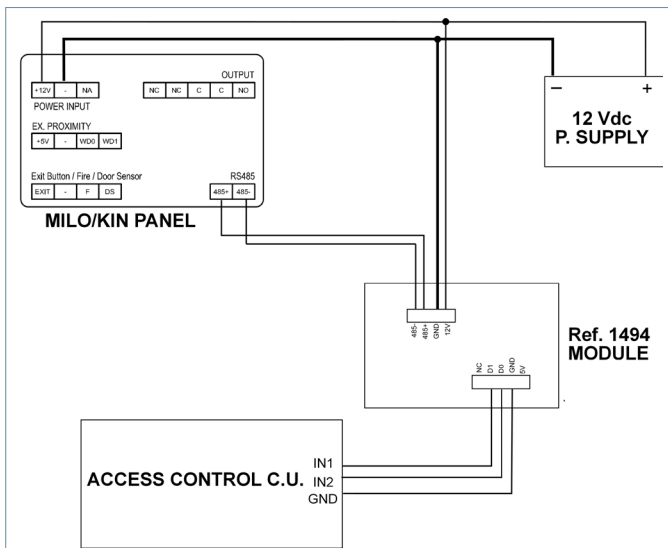 +12V - NA
POWER INPUT
OUTPUT
NC NC C C NO
EX. PROXIMITY
+5V - WD0 WD1
Exit Button / Fire / Door Sensor
EXIT - F DS
RS485
485+ 485-
MILO/KIN PANEL
- +
12 Vdc
P. SUPPLY
485-
485+
GND
12V
NC
D1
D0
GND
5V
Ref. 1494
MODULE
ACCESS CONTROL C.U.
IN1
IN2
GND